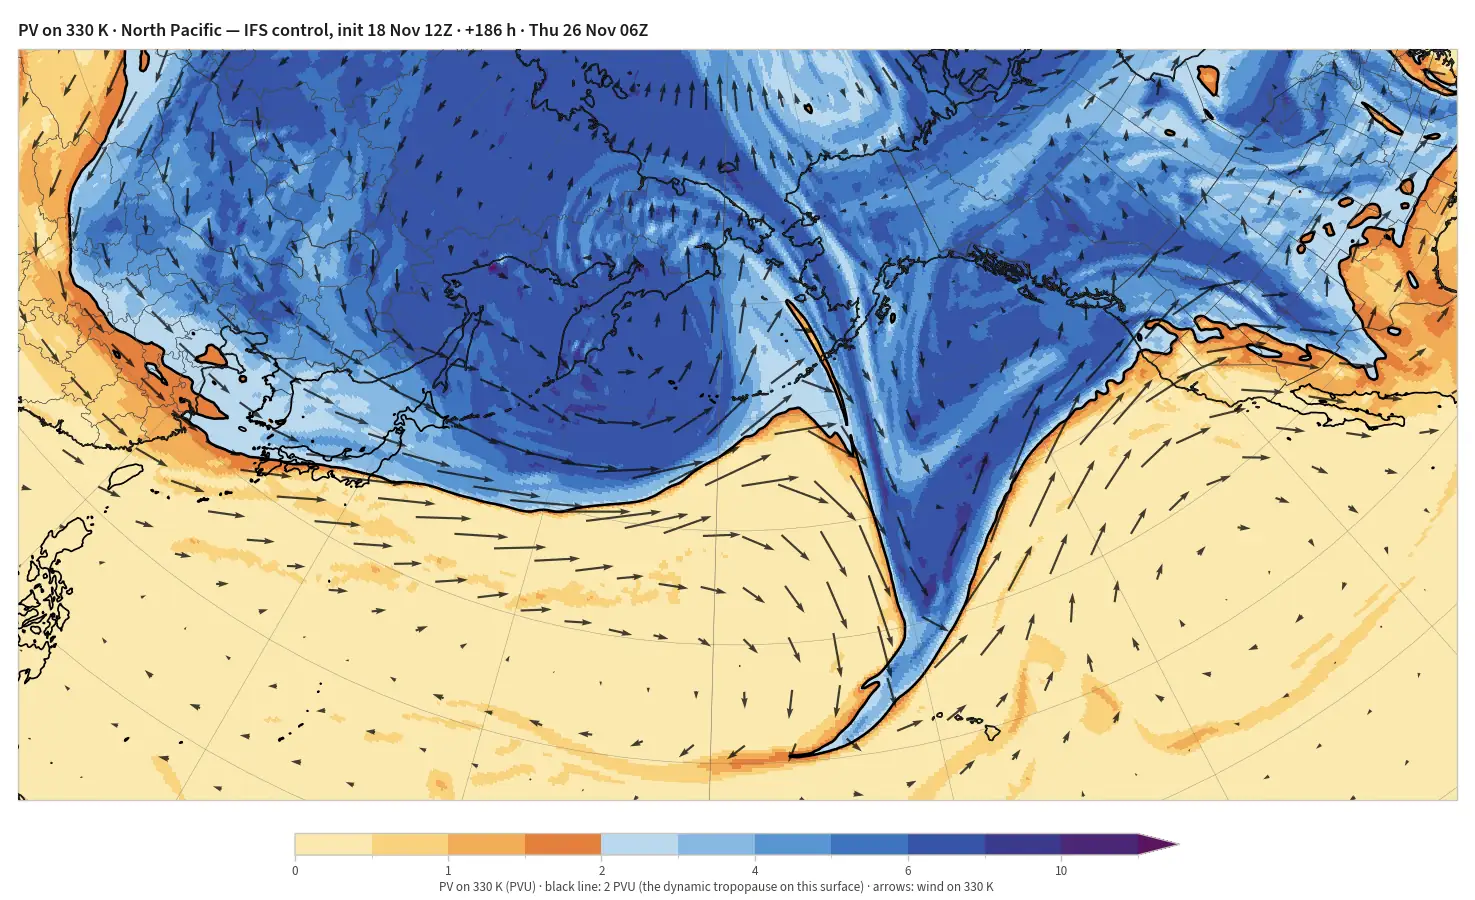 PV on 330 K · North Pacific — IFS control, init 18 Nov 12Z · +186 h · Thu 26 Nov 06Z
0 1 2 4 6 10
PV on 330 K (PVU) · black line: 2 PVU (the dynamic tropopause on this surface) · arrows: wind on 330 K